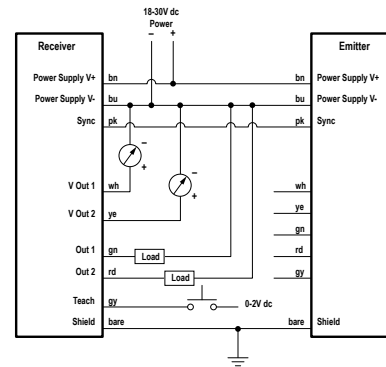 18-30V dc
Power
– +
Receiver
Emitter
Power Supply V+ bn bn Power Supply V+
Power Supply V- bu bu Power Supply V-
Sync pk pk Sync
–
+
–
+
V Out 1 wh wh
V Out 2 ye ye
gn
Out 1 gn Load rd
Out 2 rd Load gy
Teach gy 0-2V dc
Shield bare bare Shield